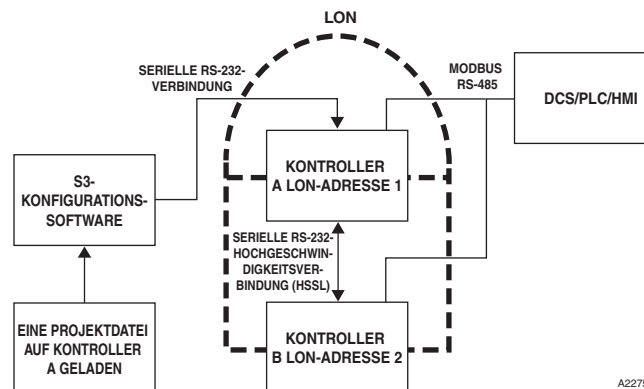 LON
SERIELLE RS-232-
VERBINDUNG
MODBUS
RS-485
DCS/PLC/HMI
S3-
KONFIGURATIONS-
SOFTWARE
KONTROLLER
A LON-ADRESSE 1
SERIELLE RS-232-
HOCHGESCHWIN-
DIGKEITSVER-
BINDUNG (HSSL)
EINE PROJEKTDATEI
AUF KONTROLLER
A GELADEN
KONTROLLER
B LON-ADRESSE 2